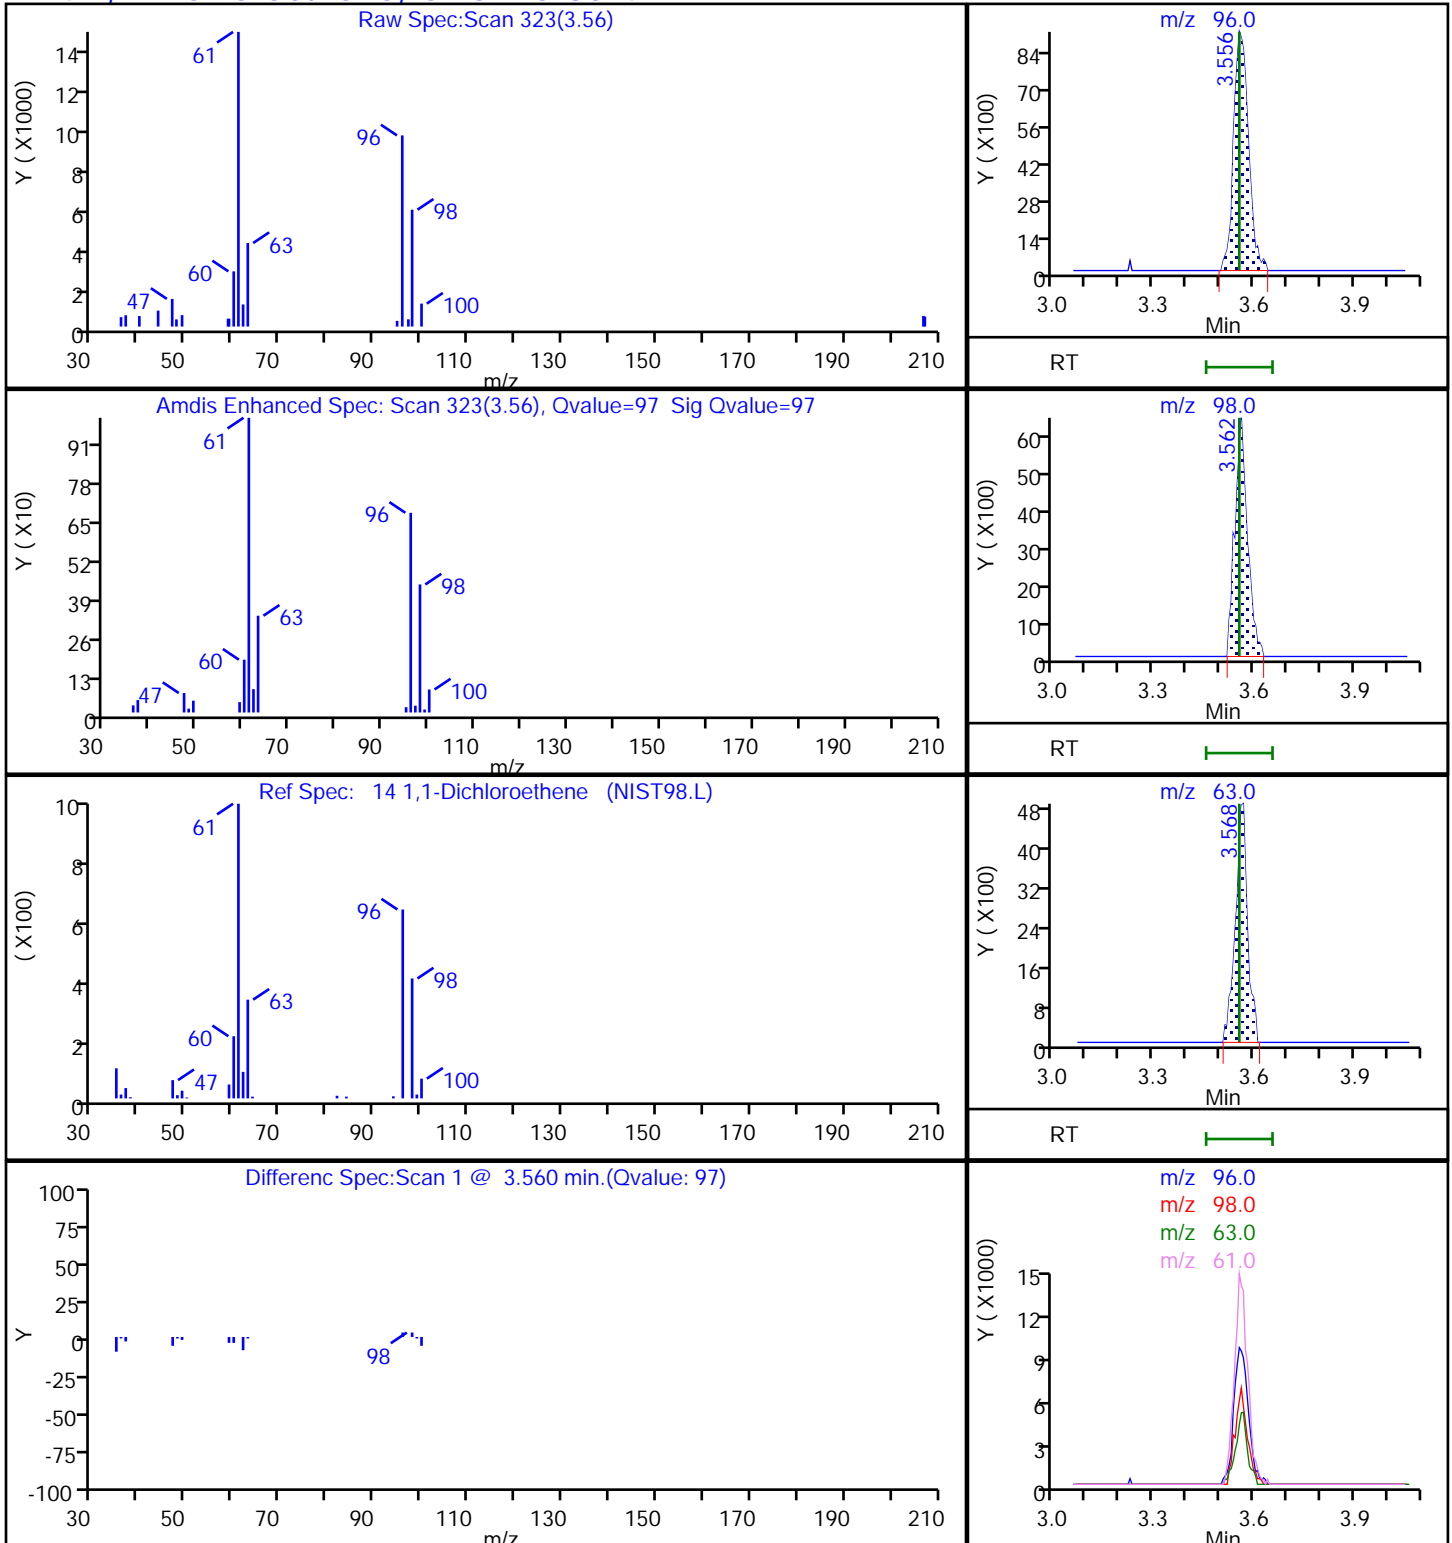 Raw Spec:Scan 323(3.56)
Y ( X1000)
14
12
10
8
6
4
2
0
61
96
98
63
60
47
100
30 50 70 90 110 130 150 170 190 210
m/z
m/z 96.0
Y ( X100)
84
70
56
42
28
14
0
3.556
3.0 3.3 3.6 3.9
Min
RT
Amdis Enhanced Spec: Scan 323(3.56), Qvalue=97 Sig Qvalue=97
Y ( X10)
91
78
65
52
39
26
13
0
61
96
98
63
60
47
100
30 50 70 90 110 130 150 170 190 210
m/z
m/z 98.0
Y ( X100)
60
50
40
30
20
10
0
3.562
3.0 3.3 3.6 3.9
Min
RT
Ref Spec: 14 1,1-Dichloroethene (NIST98.L)
( X100)
10
8
6
4
2
0
61
96
98
63
60
47
100
30 50 70 90 110 130 150 170 190 210
m/z 63.0
Y ( X100)
48
40
32
24
16
8
0
3.568
3.0 3.3 3.6 3.9
Min
RT
Differenc Spec:Scan 1 @ 3.560 min.(Qvalue: 97)
Y
100
75
50
25
0
-25
-50
-75
-100
98
30 50 70 90 110 130 150 170 190 210
m/z
m/z 96.0
m/z 98.0
m/z 63.0
m/z 61.0
Y ( X1000)
15
12
9
6
3
0
3.0 3.3 3.6 3.9
Min